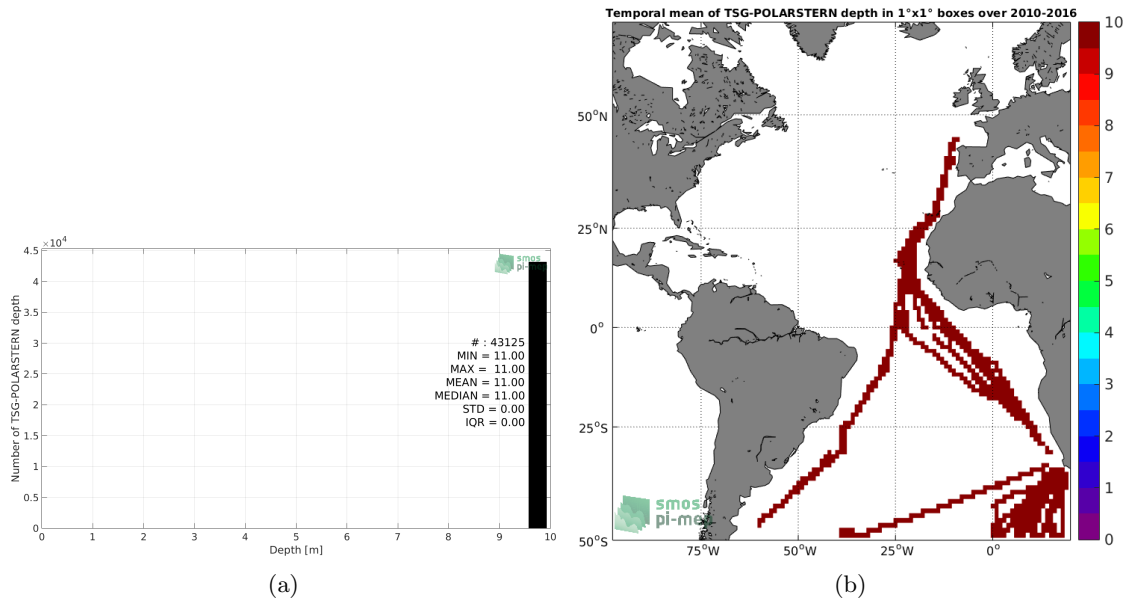 ×10⁴
4.5
4
3.5
3
2.5
2
1.5
1
0.5
0
Number of TSG-POLARSTERN depth
smos
pi-mep
# : 43125
MIN = 11.00
MAX = 11.00
MEAN = 11.00
MEDIAN = 11.00
STD = 0.00
IQR = 0.00
0 1 2 3 4 5 6 7 8 9 10
Depth [m]
(a)
Temporal mean of TSG-POLARSTERN depth in 1°x1° boxes over 2010-2016
50°N
25°N
0°
25°S
50°S
75°W 50°W 25°W 0°
smos
pi-mep
10
9
8
7
6
5
4
3
2
1
0
(b)